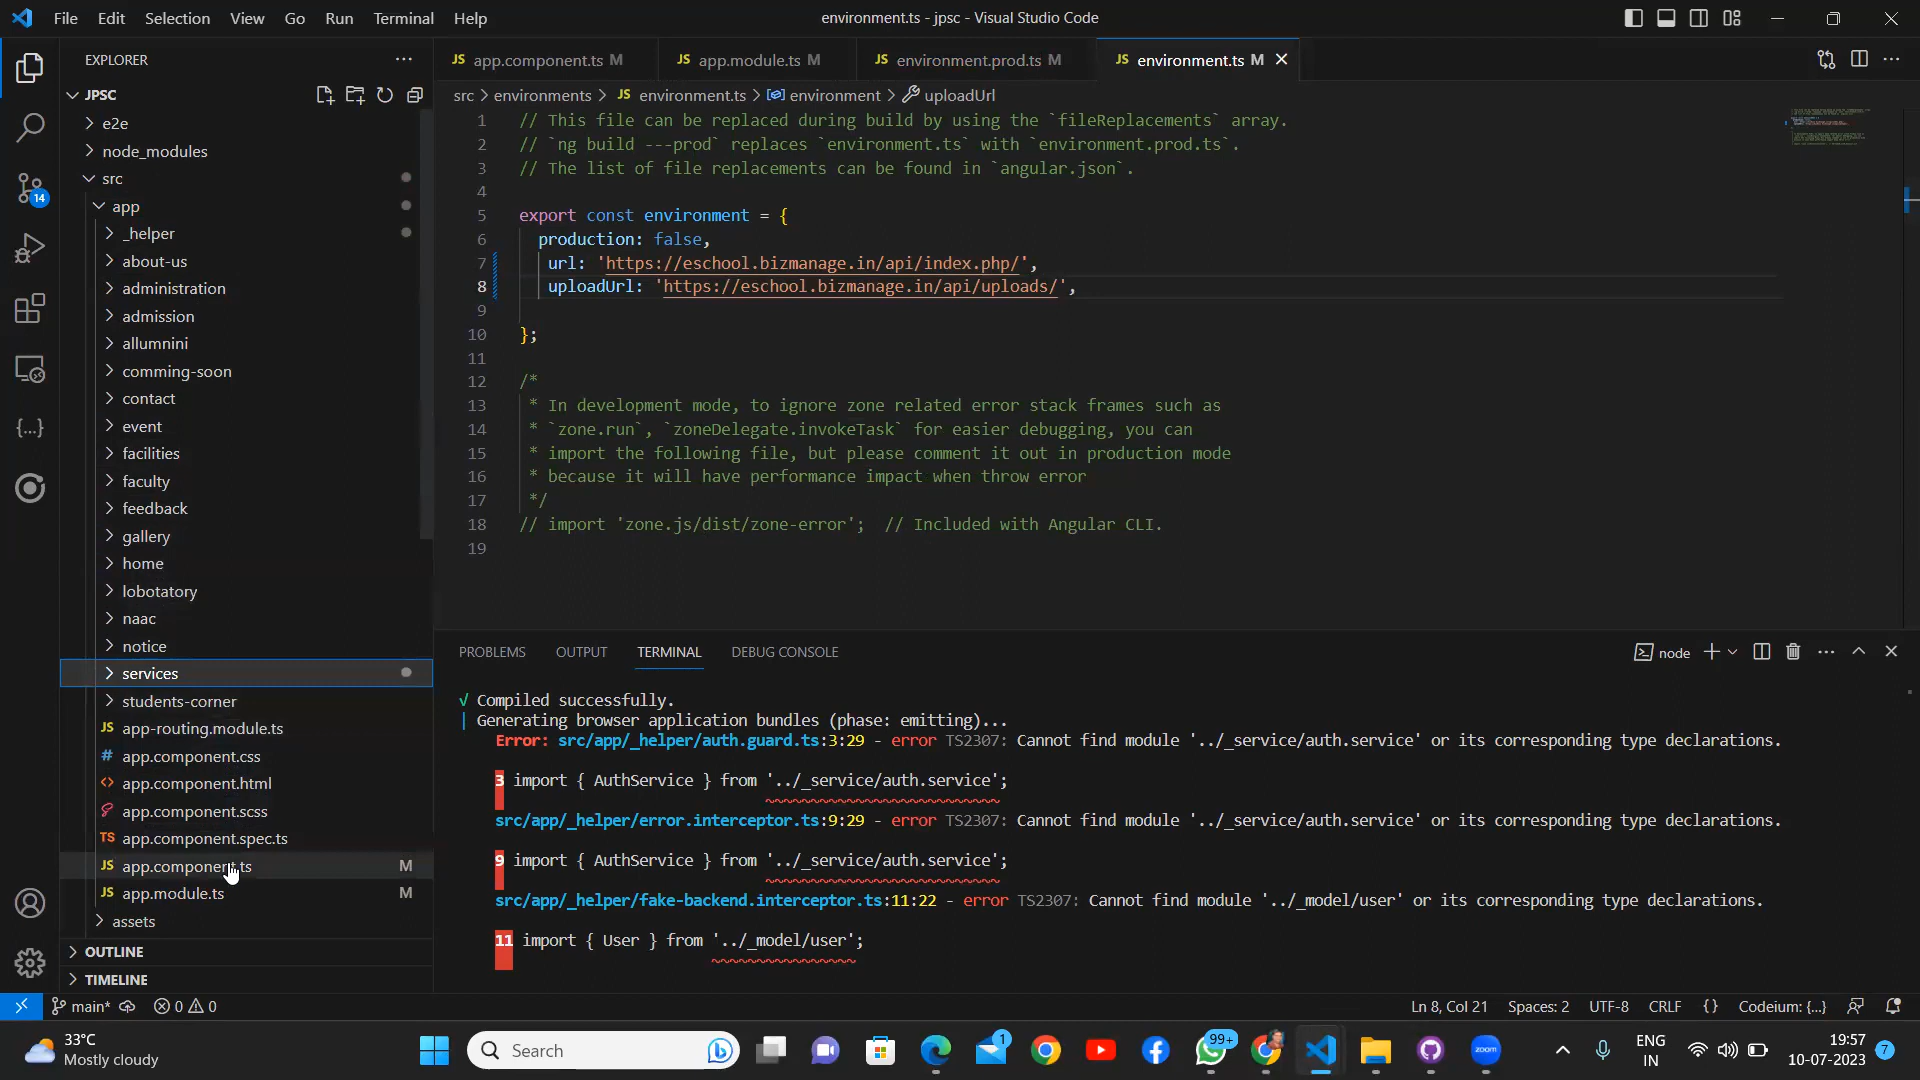 File Edit Selection View Go Run Terminal Help
environment.ts - jpsc - Visual Studio Code
EXPLORER
JPSC
e2e
node_modules
src
app
_helper
about-us
administration
admission
allumnini
comming-soon
contact
event
facilities
faculty
feedback
gallery
home
lobotatory
naac
notice
services
students-corner
JS app-routing.module.ts
# app.component.css
<> app.component.html
app.component.scss
TS app.component.spec.ts
JS app.component.ts M
JS app.module.ts M
assets
OUTLINE
TIMELINE
14
JS app.component.ts M
JS app.module.ts M
JS environment.prod.ts M
JS environment.ts M
src > environments > JS environment.ts > environment > uploadUrl
1 // This file can be replaced during build by using the `fileReplacements` array.
2 // `ng build ---prod` replaces `environment.ts` with `environment.prod.ts`.
3 // The list of file replacements can be found in `angular.json`.
4
5 export const environment = {
6 production: false,
7 url: 'https://eschool.bizmanage.in/api/index.php/',
8 uploadUrl: 'https://eschool.bizmanage.in/api/uploads/',
9
10 };
11
12 /*
13 * In development mode, to ignore zone related error stack frames such as
14 * `zone.run`, `zoneDelegate.invokeTask` for easier debugging, you can
15 * import the following file, but please comment it out in production mode
16 * because it will have performance impact when throw error
17 */
18 // import 'zone.js/dist/zone-error'; // Included with Angular CLI.
19
PROBLEMS OUTPUT TERMINAL DEBUG CONSOLE
node
√ Compiled successfully.
| Generating browser application bundles (phase: emitting)...
Error: src/app/_helper/auth.guard.ts:3:29 - error TS2307: Cannot find module '../_service/auth.service' or its corresponding type declarations.
3 import { AuthService } from '../_service/auth.service';
src/app/_helper/error.interceptor.ts:9:29 - error TS2307: Cannot find module '../_service/auth.service' or its corresponding type declarations.
9 import { AuthService } from '../_service/auth.service';
src/app/_helper/fake-backend.interceptor.ts:11:22 - error TS2307: Cannot find module '../_model/user' or its corresponding type declarations.
11 import { User } from '../_model/user';
main* 0 0
Ln 8, Col 21 Spaces: 2 UTF-8 CRLF {} Codeium: {...}
33°C
Mostly cloudy
Search
1
99+
zoom
ENG
IN
19:57
10-07-2023
7